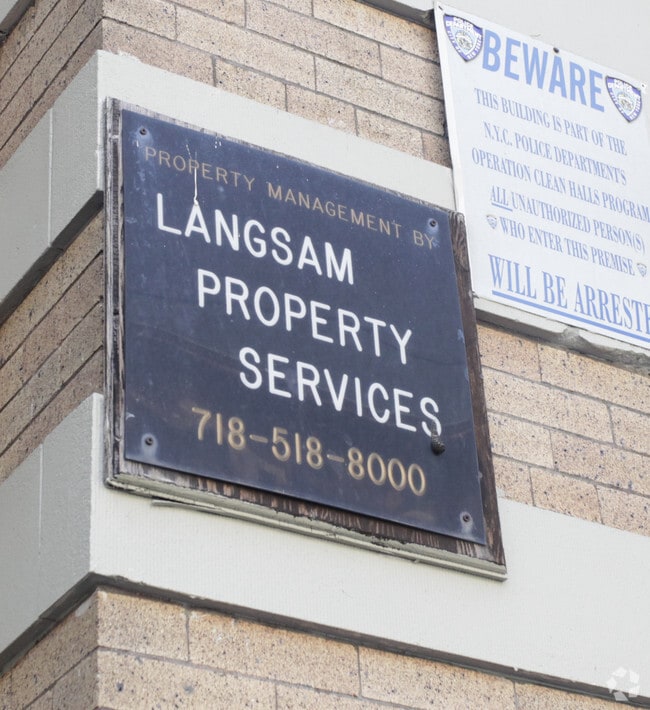 PROPERTY MANAGEMENT BY
LANGSAM
PROPERTY
SERVICES
718-518-8000
BEWARE
THIS BUILDING IS PART OF THE
N.Y.C. POLICE DEPARTMENT'S
OPERATION CLEAN HALLS PROGRAM
ALL UNAUTHORIZED PERSON(S)
WHO ENTER THIS PREMISE
WILL BE ARRESTE